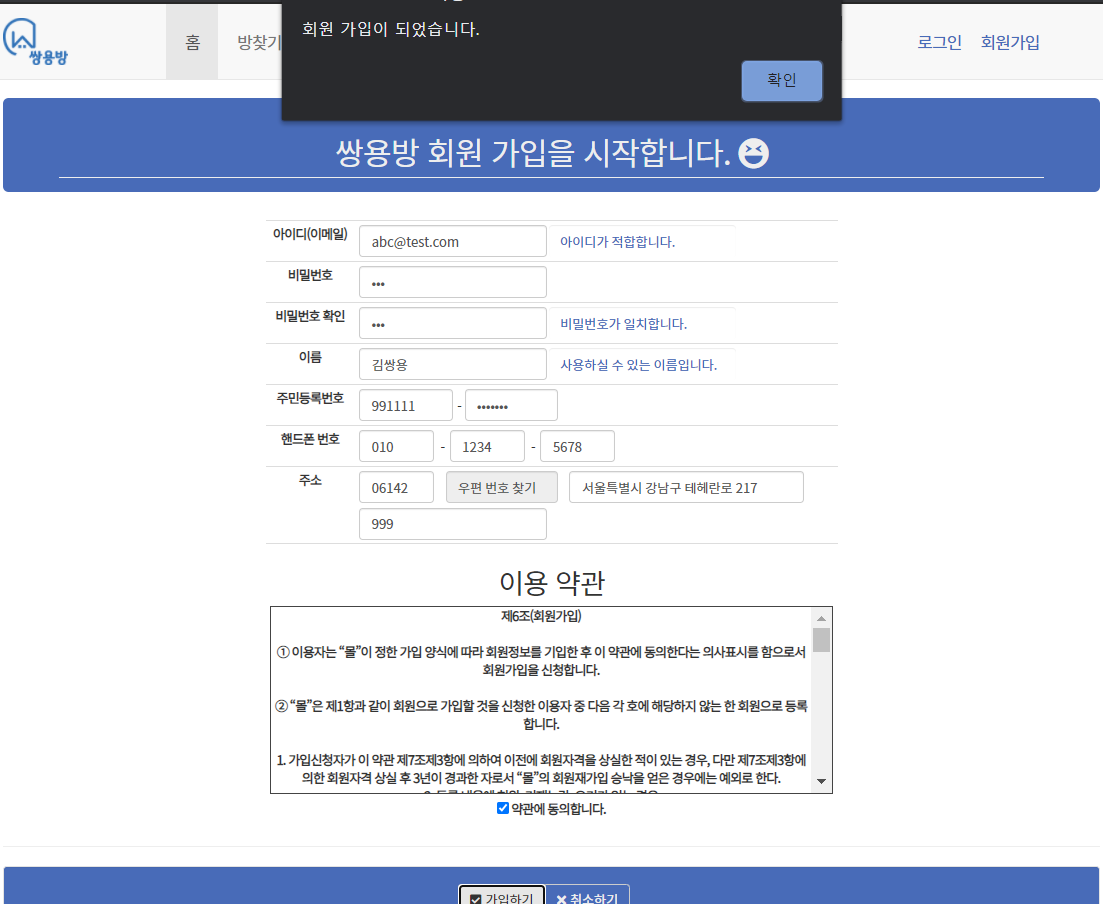 회원 가입이 되었습니다.
확인
쌍용방
홈
방찾기
로그인
회원가입
쌍용방 회원 가입을 시작합니다.
아이디(이메일)
abc@test.com
아이디가 적합합니다.
비밀번호
•••
비밀번호 확인
•••
비밀번호가 일치합니다.
이름
김쌍용
사용하실 수 있는 이름입니다.
주민등록번호
991111 - •••••••
핸드폰 번호
010 - 1234 - 5678
주소
06142
우편 번호 찾기
서울특별시 강남구 테헤란로 217
999
이용 약관
제6조(회원가입)
① 이용자는 “몰”이 정한 가입 양식에 따라 회원정보를 기입한 후 이 약관에 동의한다는 의사표시를 함으로서
회원가입을 신청합니다.
② “몰”은 제1항과 같이 회원으로 가입할 것을 신청한 이용자 중 다음 각 호에 해당하지 않는 한 회원으로 등록
합니다.
1. 가입신청자가 이 약관 제7조제3항에 의하여 이전에 회원자격을 상실한 적이 있는 경우, 다만 제7조제3항에
의한 회원자격 상실 후 3년이 경과한 자로서 “몰”의 회원재가입 승낙을 얻은 경우에는 예외로 한다.
약관에 동의합니다.
가입하기
취소하기